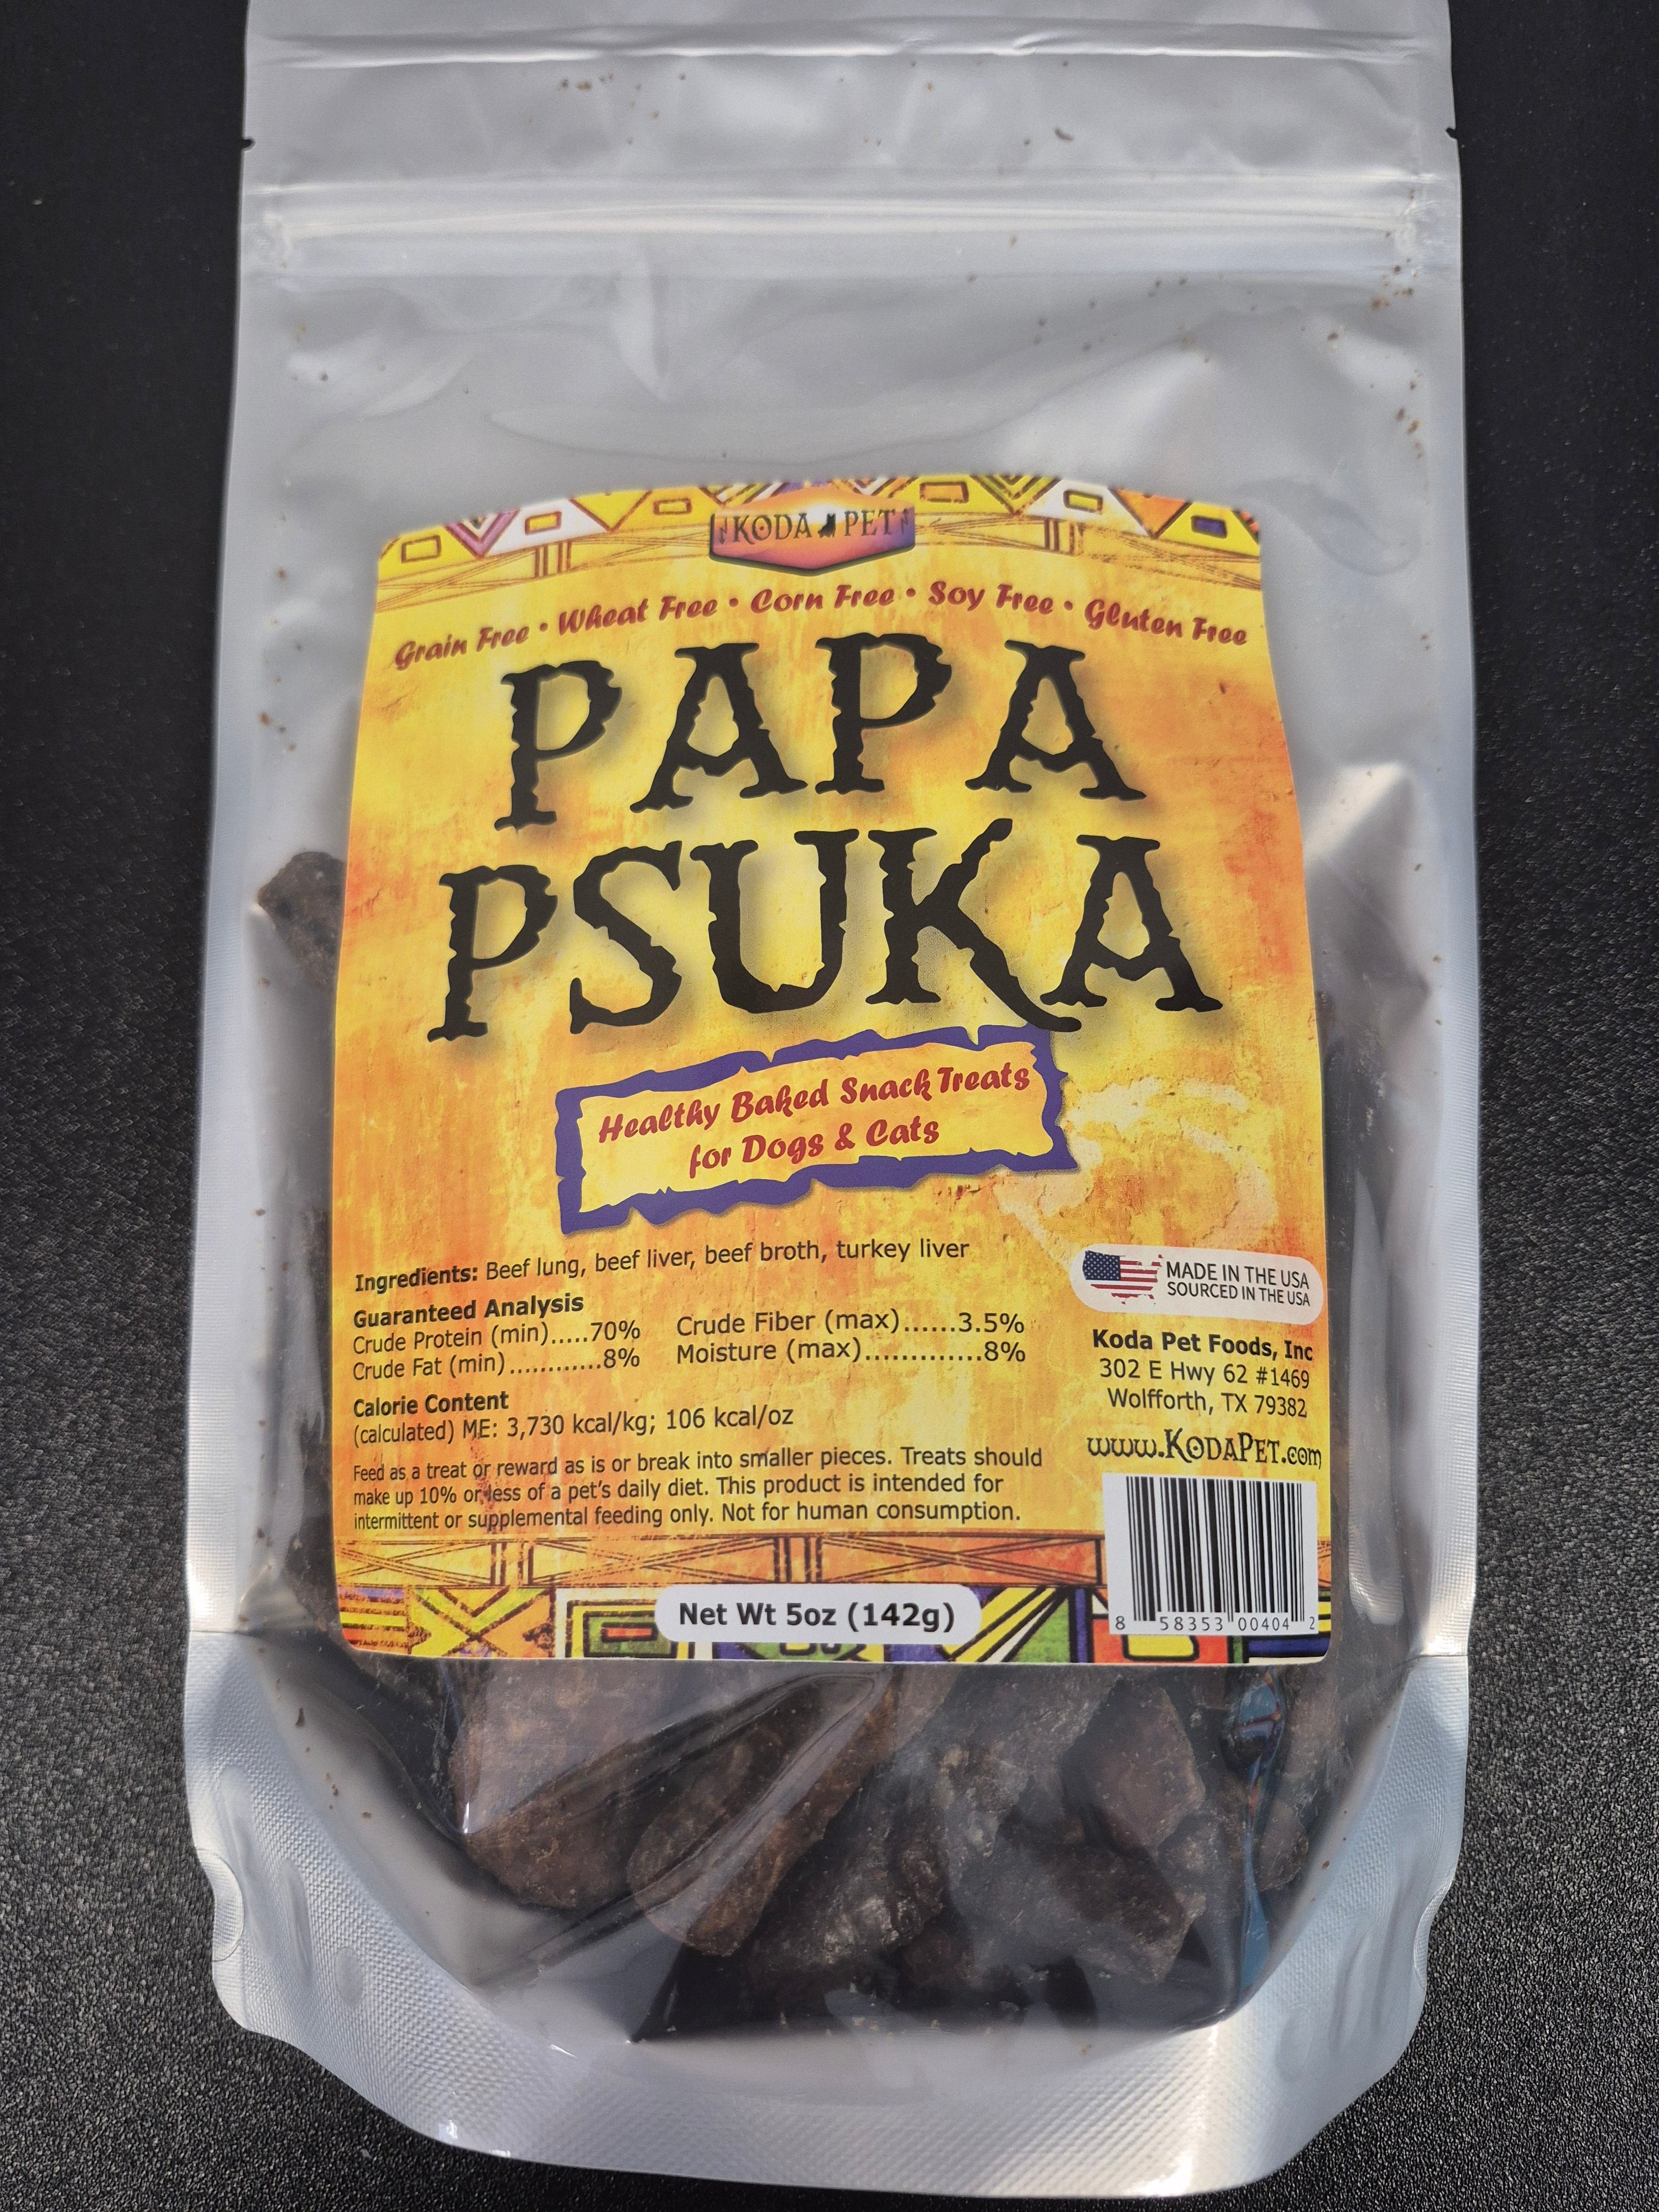 KODA PET
Grain Free • Wheat Free • Corn Free • Soy Free • Gluten Free
PAPA
PSUKA
Healthy Baked Snack Treats
for Dogs & Cats
Ingredients: Beef lung, beef liver, beef broth, turkey liver
Guaranteed Analysis
Crude Protein (min).....70%
Crude Fat (min)............8%
Crude Fiber (max)......3.5%
Moisture (max).............8%
Calorie Content
(calculated) ME: 3,730 kcal/kg; 106 kcal/oz
Feed as a treat or reward as is or break into smaller pieces. Treats should
make up 10% or less of a pet's daily diet. This product is intended for
intermittent or supplemental feeding only. Not for human consumption.
MADE IN THE USA
SOURCED IN THE USA
Koda Pet Foods, Inc
302 E Hwy 62 #1469
Wolfforth, TX 79382
www.KodaPet.com
8 58353 00404 2
Net Wt 5oz (142g)